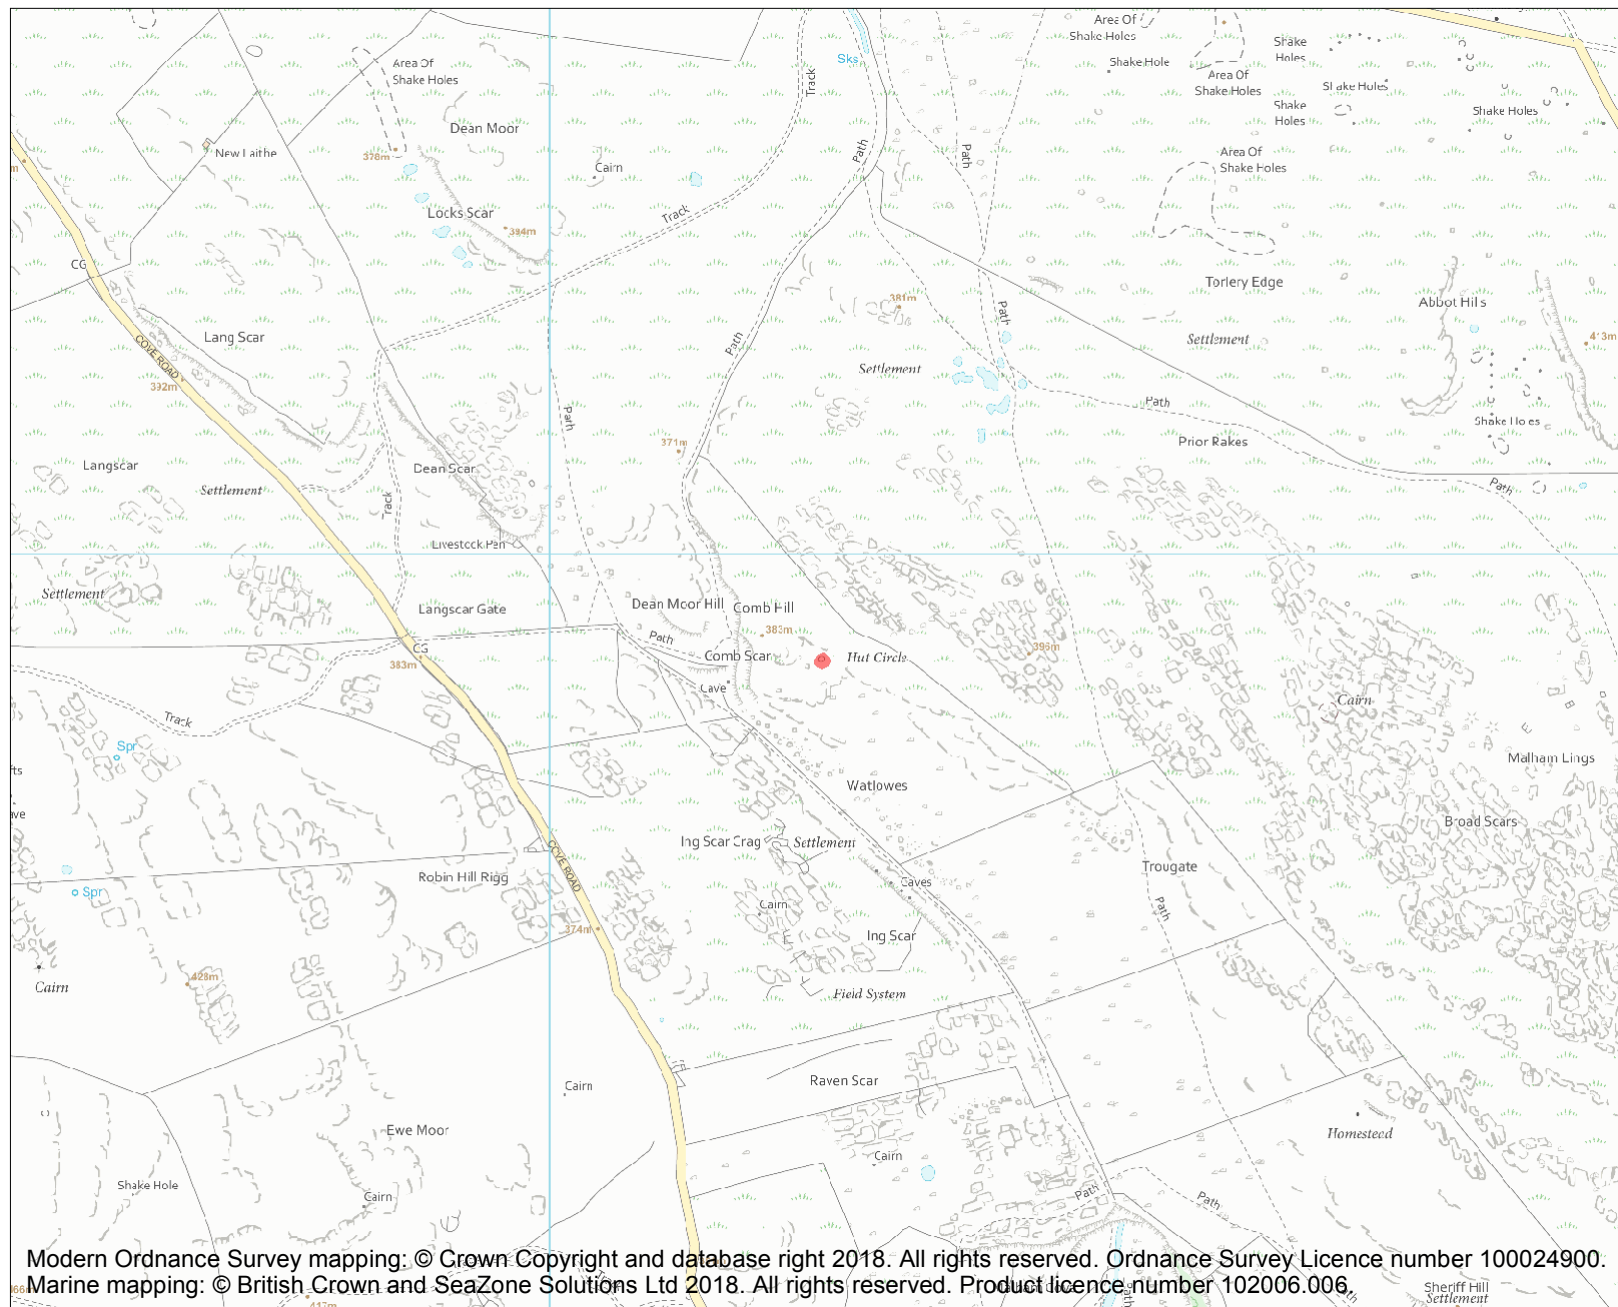 Area Of
Shake Holes
Sks
Track
Area Of
Shake Holes
Shake Hole
Area Of
Shake Holes
Shake
Holes
Shake Holes
Shake
Holes
Shake Holes
Dean Moor
New Laithe
378m
Cairn
Path
Path
Area Of
Shake Holes
Locks Scar
394m
Track
CG
Torlery Edge
Abbot Hills
381m
Path
Lang Scar
COVE ROAD
Path
Settlement
413m
392m
Settlement
Path
Path
Shake Holes
371m
Prior Rakes
Langscar
Dean Scar
Settlement
Track
Path
Livestock Pen
Settlement
Langscar Gate
Dean Moor Hill
Comb Hill
383m
Path
CG
383m
Comb Scar
Hut Circle
Cave
Cairn
Track
Spr
Malham Lings
Watlowes
Broad Scars
Ing Scar Crag
Settlement
COVE ROAD
Trougate
Robin Hill Rigg
Caves
Spr
Cairn
Path
374m
Ing Scar
Cairn
Field System
Raven Scar
Cairn
Ewe Moor
Homestead
Cairn
Shake Hole
Cairn
Path
Path
Modern Ordnance Survey mapping: © Crown Copyright and database right 2018. All rights reserved. Ordnance Survey Licence number 100024900.
Marine mapping: © British Crown and SeaZone Solutions Ltd 2018. All rights reserved. Product licence number 102006.006.
Path
Sheriff Hill
Settlement
417m